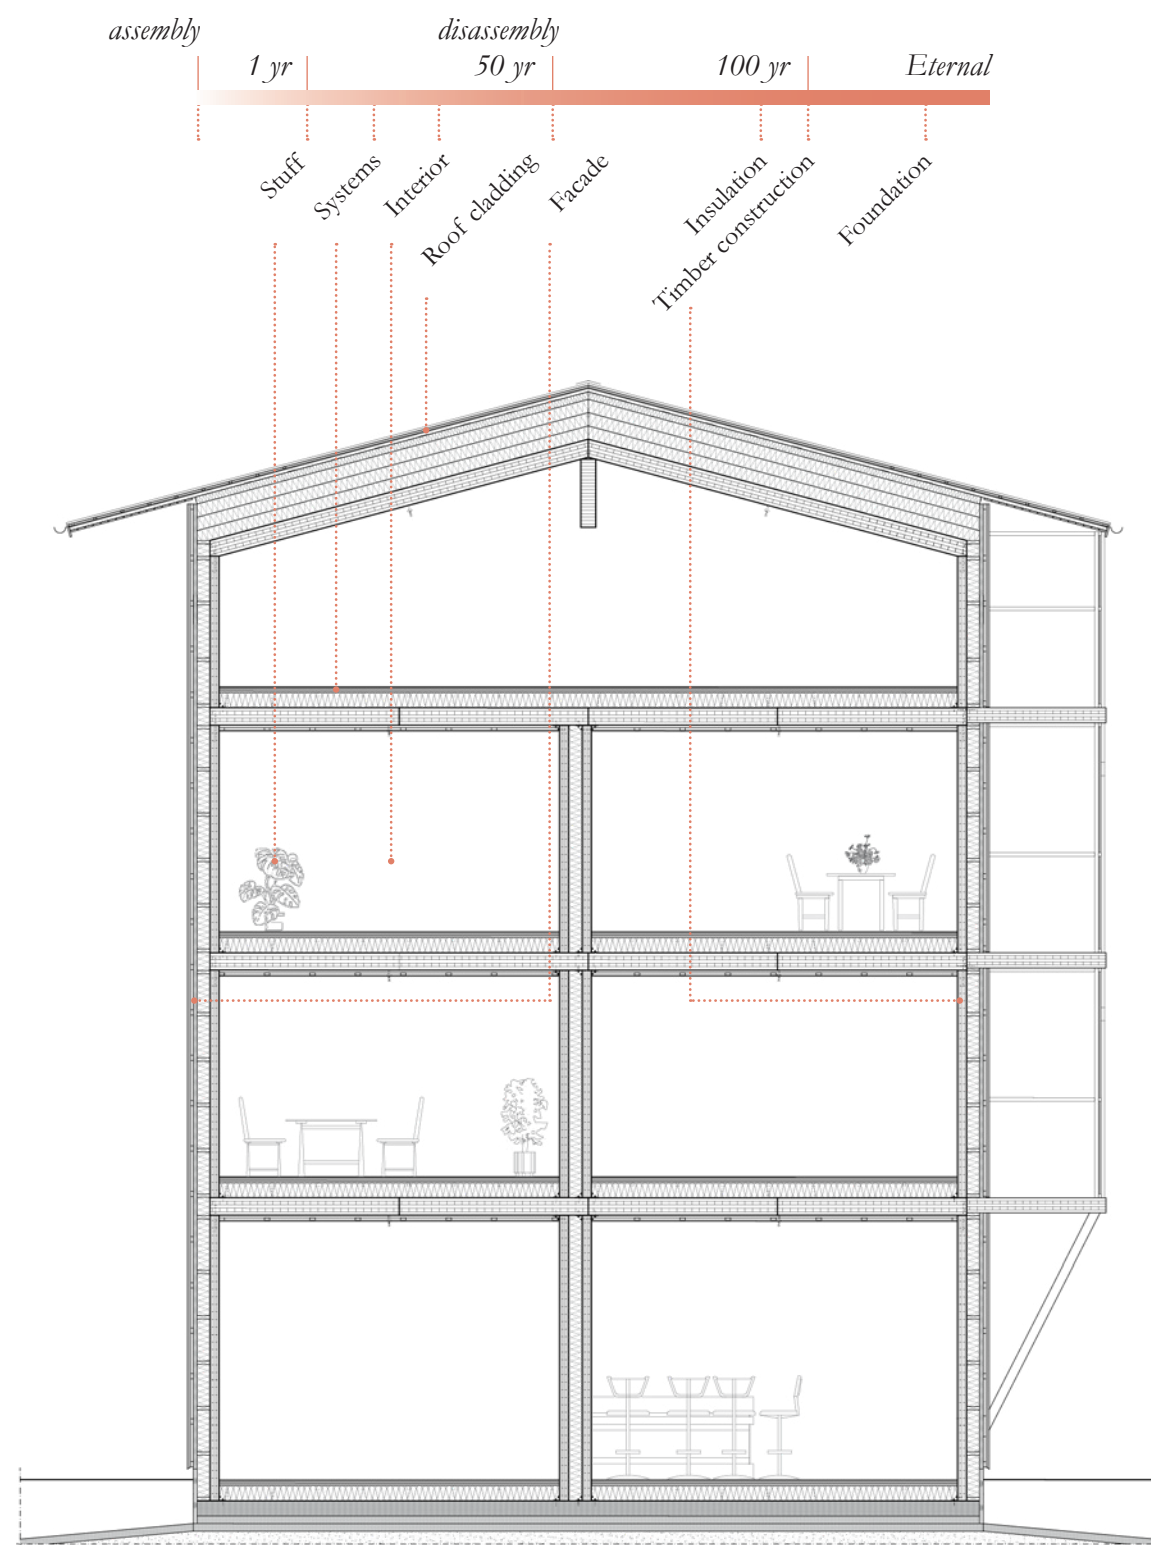 assembly
disassembly
1 yr
50 yr
100 yr
Eternal
Stuff
Systems
Interior
Roof cladding
Facade
Insulation
Timber construction
Foundation